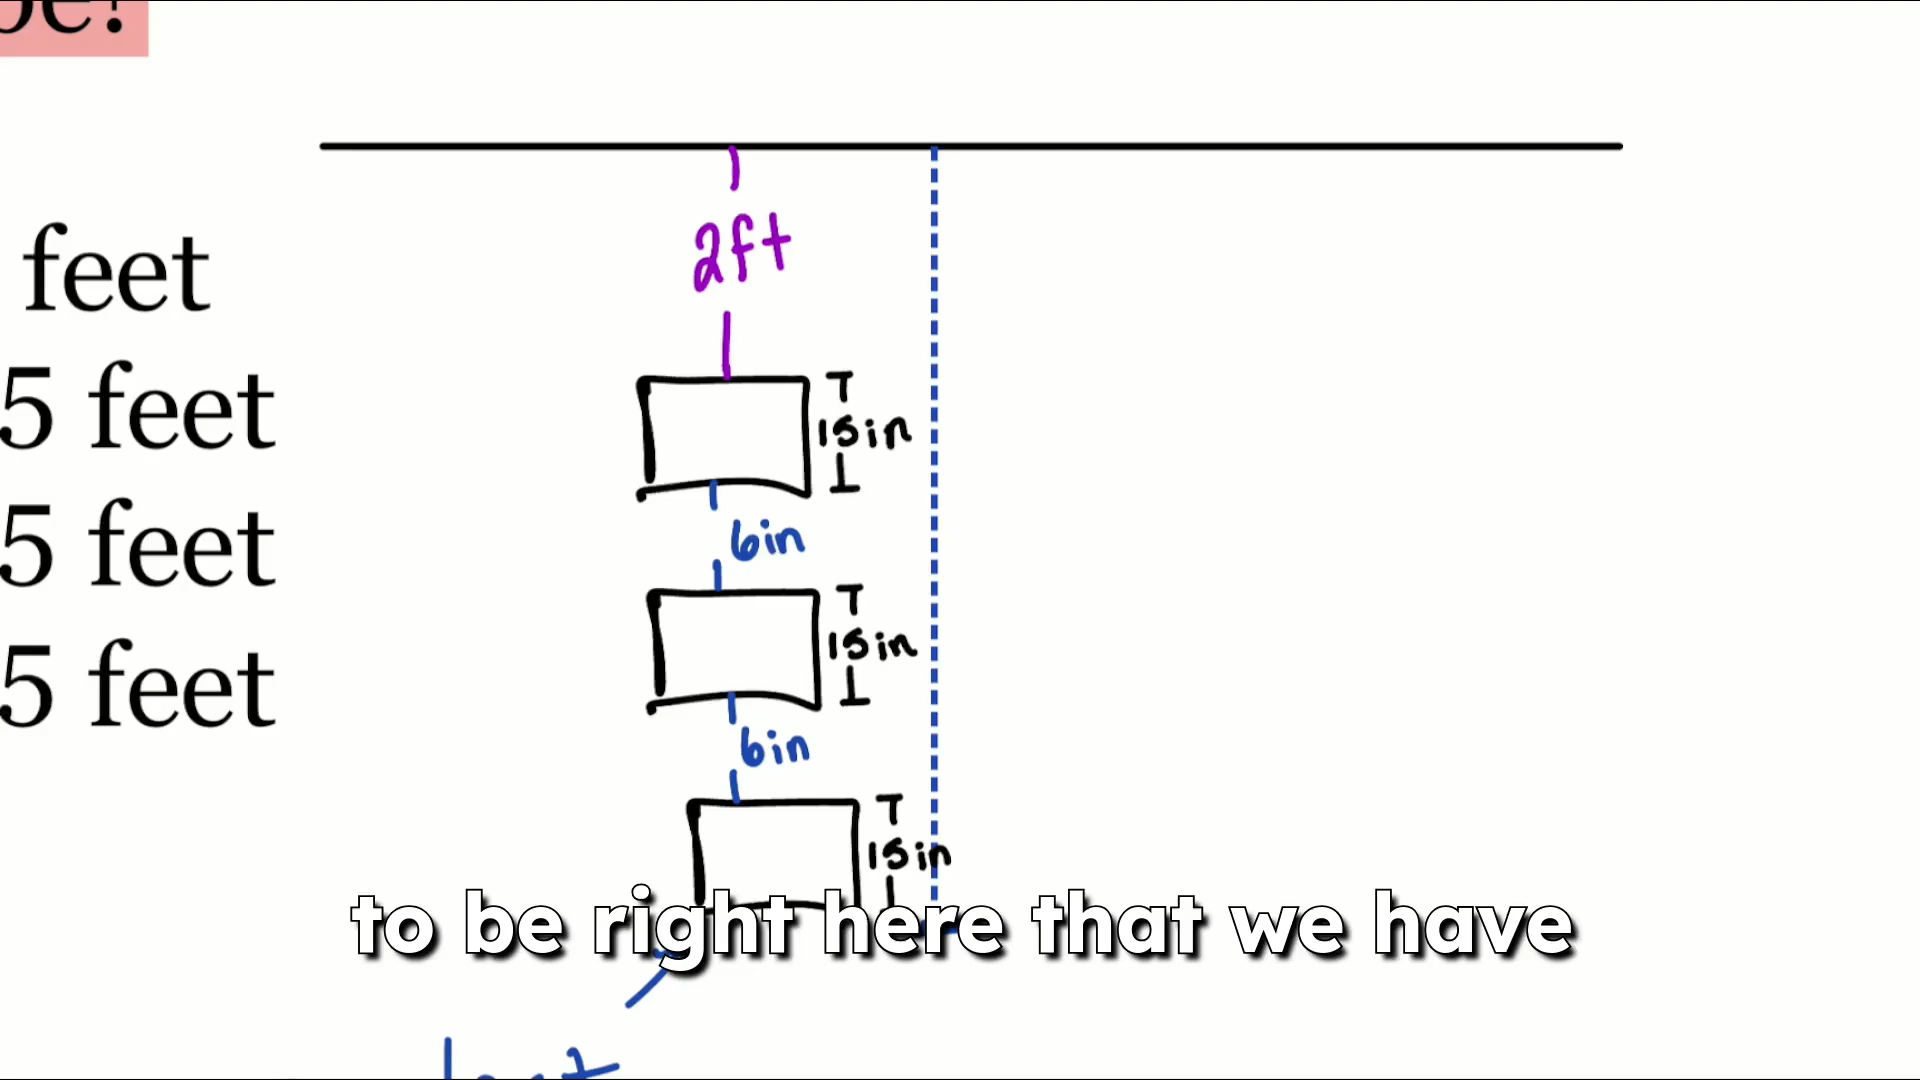 be?
2ft
feet
5 feet
15in
6in
5 feet
15in
5 feet
6in
15in
to be right here that we have